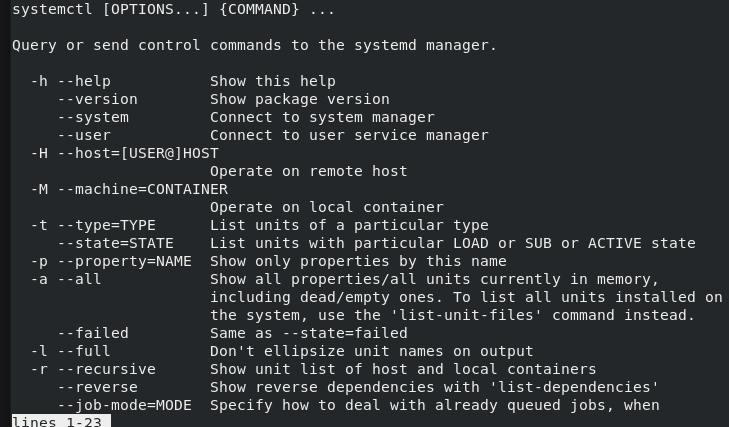 systemctl [OPTIONS...] {COMMAND} ...
Query or send control commands to the systemd manager.
-h --help Show this help
--version Show package version
--system Connect to system manager
--user Connect to user service manager
-H --host=[USER@]HOST
Operate on remote host
-M --machine=CONTAINER
Operate on local container
-t --type=TYPE List units of a particular type
--state=STATE List units with particular LOAD or SUB or ACTIVE state
-p --property=NAME Show only properties by this name
-a --all Show all properties/all units currently in memory,
including dead/empty ones. To list all units installed on
the system, use the 'list-unit-files' command instead.
--failed Same as --state=failed
-l --full Don't ellipsize unit names on output
-r --recursive Show unit list of host and local containers
--reverse Show reverse dependencies with 'list-dependencies'
--job-mode=MODE Specify how to deal with already queued jobs, when
lines 1-23